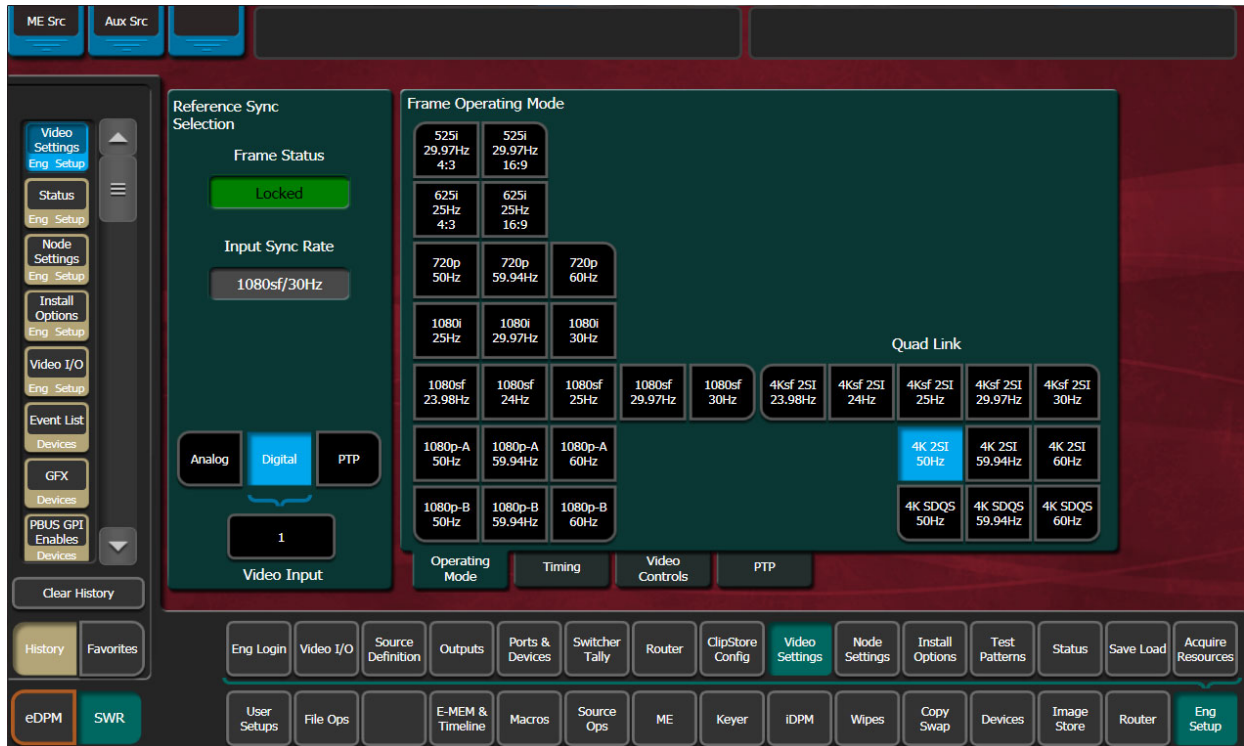 ME Src
Aux Src
Video
Settings
Eng Setup
Status
Eng Setup
Node
Settings
Eng Setup
Install
Options
Eng Setup
Video I/O
Eng Setup
Event List
Devices
GFX
Devices
PBUS GPI
Enables
Devices
Clear History
History
Favorites
eDPM
SWR
Reference Sync
Selection
Frame Status
Locked
Input Sync Rate
1080sf/30Hz
Analog
Digital
PTP
1
Video Input
Frame Operating Mode
525i
29.97Hz
4:3
525i
29.97Hz
16:9
625i
25Hz
4:3
625i
25Hz
16:9
720p
50Hz
720p
59.94Hz
720p
60Hz
1080i
25Hz
1080i
29.97Hz
1080i
30Hz
Quad Link
1080sf
23.98Hz
1080sf
24Hz
1080sf
25Hz
1080sf
29.97Hz
1080sf
30Hz
4Ksf 2SI
23.98Hz
4Ksf 2SI
24Hz
4Ksf 2SI
25Hz
4Ksf 2SI
29.97Hz
4Ksf 2SI
30Hz
1080p-A
50Hz
1080p-A
59.94Hz
1080p-A
60Hz
4K 2SI
50Hz
4K 2SI
59.94Hz
4K 2SI
60Hz
1080p-B
50Hz
1080p-B
59.94Hz
1080p-B
60Hz
4K SDQS
50Hz
4K SDQS
59.94Hz
4K SDQS
60Hz
Operating
Mode
Timing
Video
Controls
PTP
Eng Login
Video I/O
Source
Definition
Outputs
Ports &
Devices
Switcher
Tally
Router
ClipStore
Config
Video
Settings
Node
Settings
Install
Options
Test
Patterns
Status
Save Load
Acquire
Resources
User
Setups
File Ops
E-MEM &
Timeline
Macros
Source
Ops
ME
Keyer
iDPM
Wipes
Copy
Swap
Devices
Image
Store
Router
Eng
Setup